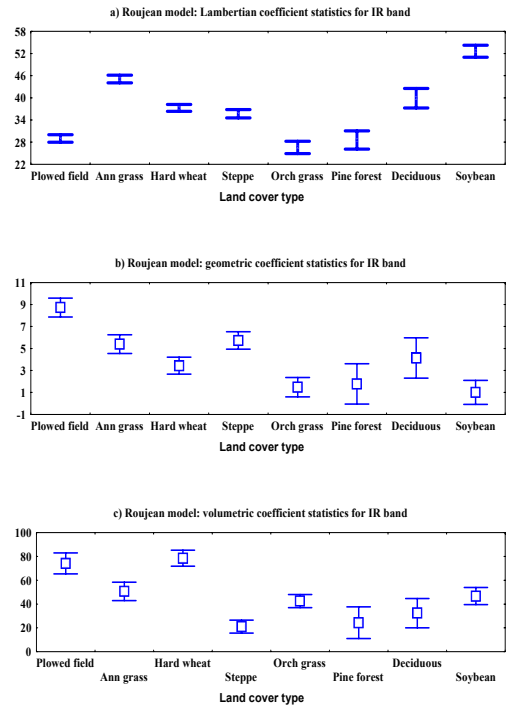 a) Roujean model: Lambertian coefficient statistics for IR band
58
52
46
40
34
28
22
Plowed field Ann grass Hard wheat Steppe Orch grass Pine forest Deciduous Soybean
Land cover type
b) Roujean model: geometric coefficient statistics for IR band
11
9
7
5
3
1
-1
Plowed field Ann grass Hard wheat Steppe Orch grass Pine forest Deciduous Soybean
Land cover type
c) Roujean model: volumetric coefficient statistics for IR band
100
80
60
40
20
0
Plowed field Hard wheat Orch grass Deciduous
Ann grass Steppe Pine forest Soybean
Land cover type